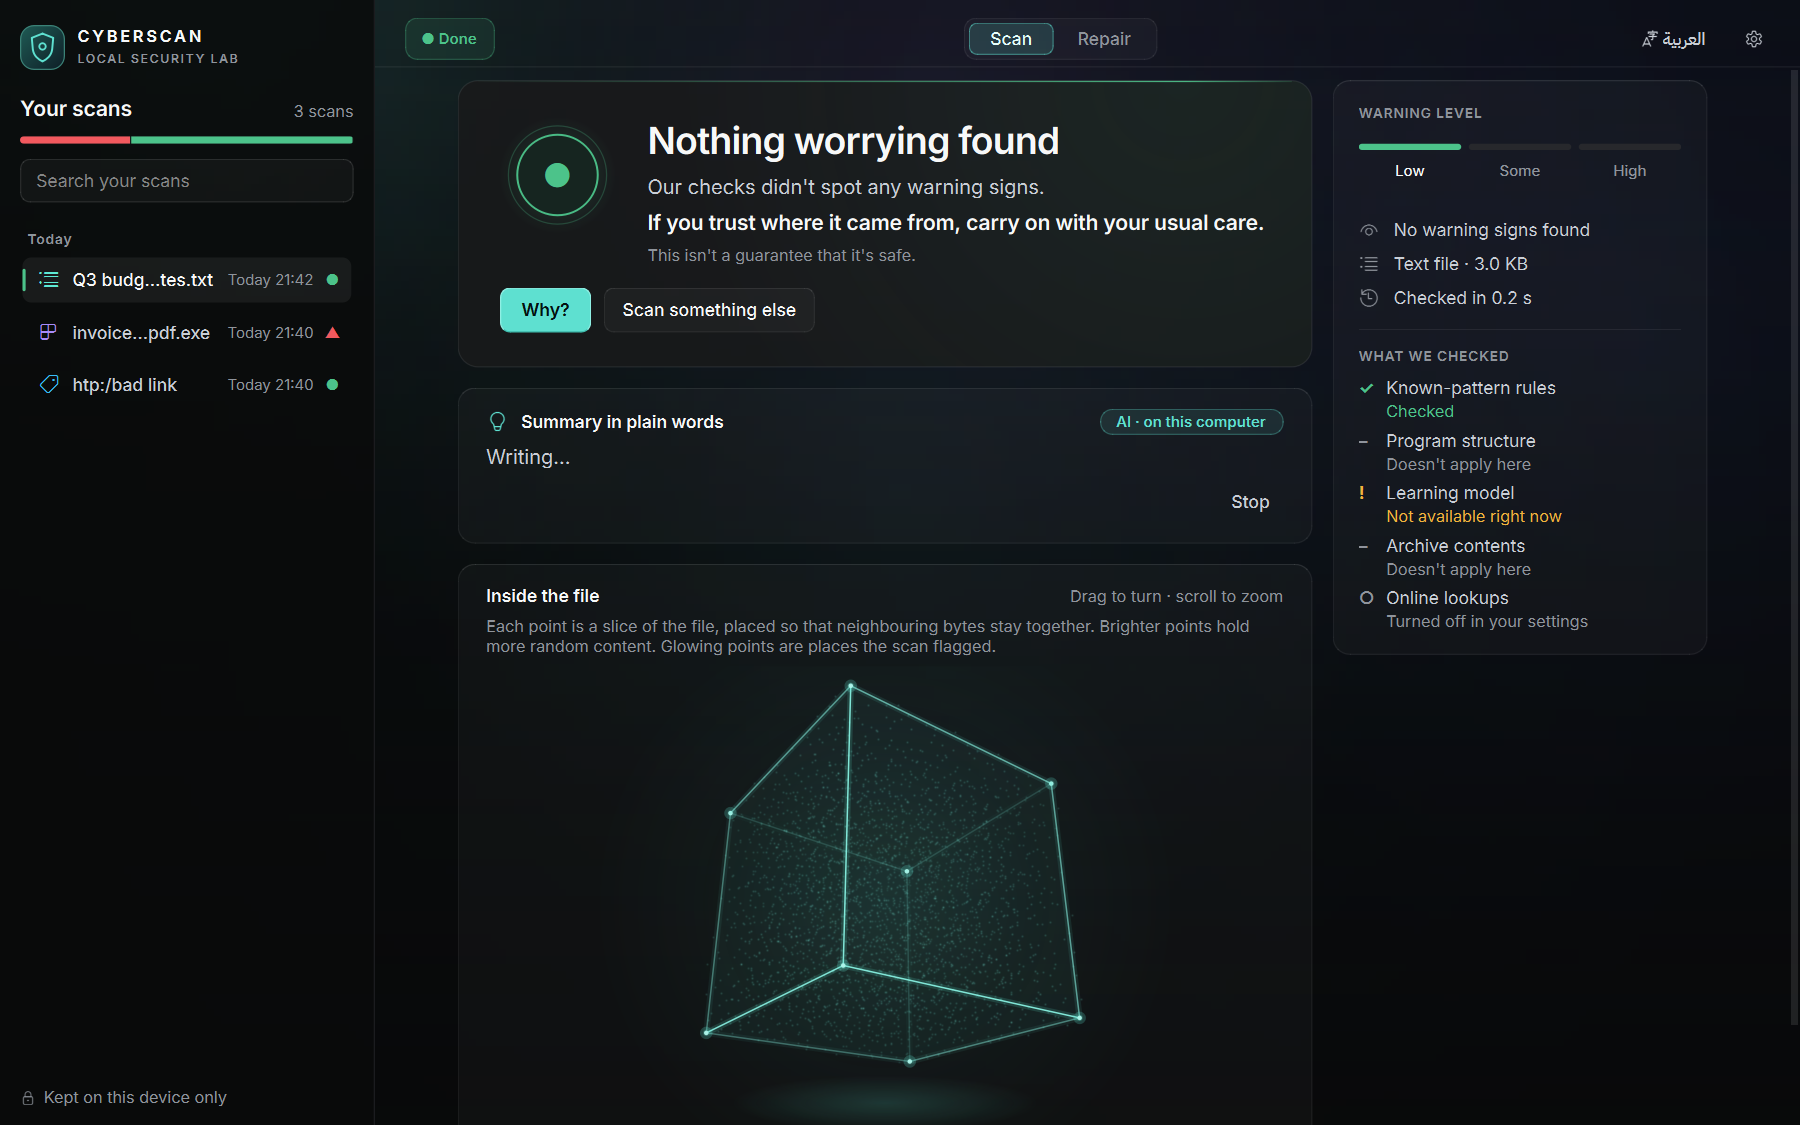 CYBERSCAN
LOCAL SECURITY LAB
Your scans
3 scans
Search your scans
Today
Q3 budg...tes.txt Today 21:42
invoice...pdf.exe Today 21:40
htp:/bad link Today 21:40
Kept on this device only
Done
Scan
Repair
العربية
Nothing worrying found
Our checks didn't spot any warning signs.
If you trust where it came from, carry on with your usual care.
This isn't a guarantee that it's safe.
Why?
Scan something else
Summary in plain words
AI · on this computer
Writing...
Stop
Inside the file
Drag to turn · scroll to zoom
Each point is a slice of the file, placed so that neighbouring bytes stay together. Brighter points hold
more random content. Glowing points are places the scan flagged.
WARNING LEVEL
Low Some High
No warning signs found
Text file · 3.0 KB
Checked in 0.2 s
WHAT WE CHECKED
Known-pattern rules
Checked
Program structure
Doesn't apply here
Learning model
Not available right now
Archive contents
Doesn't apply here
Online lookups
Turned off in your settings